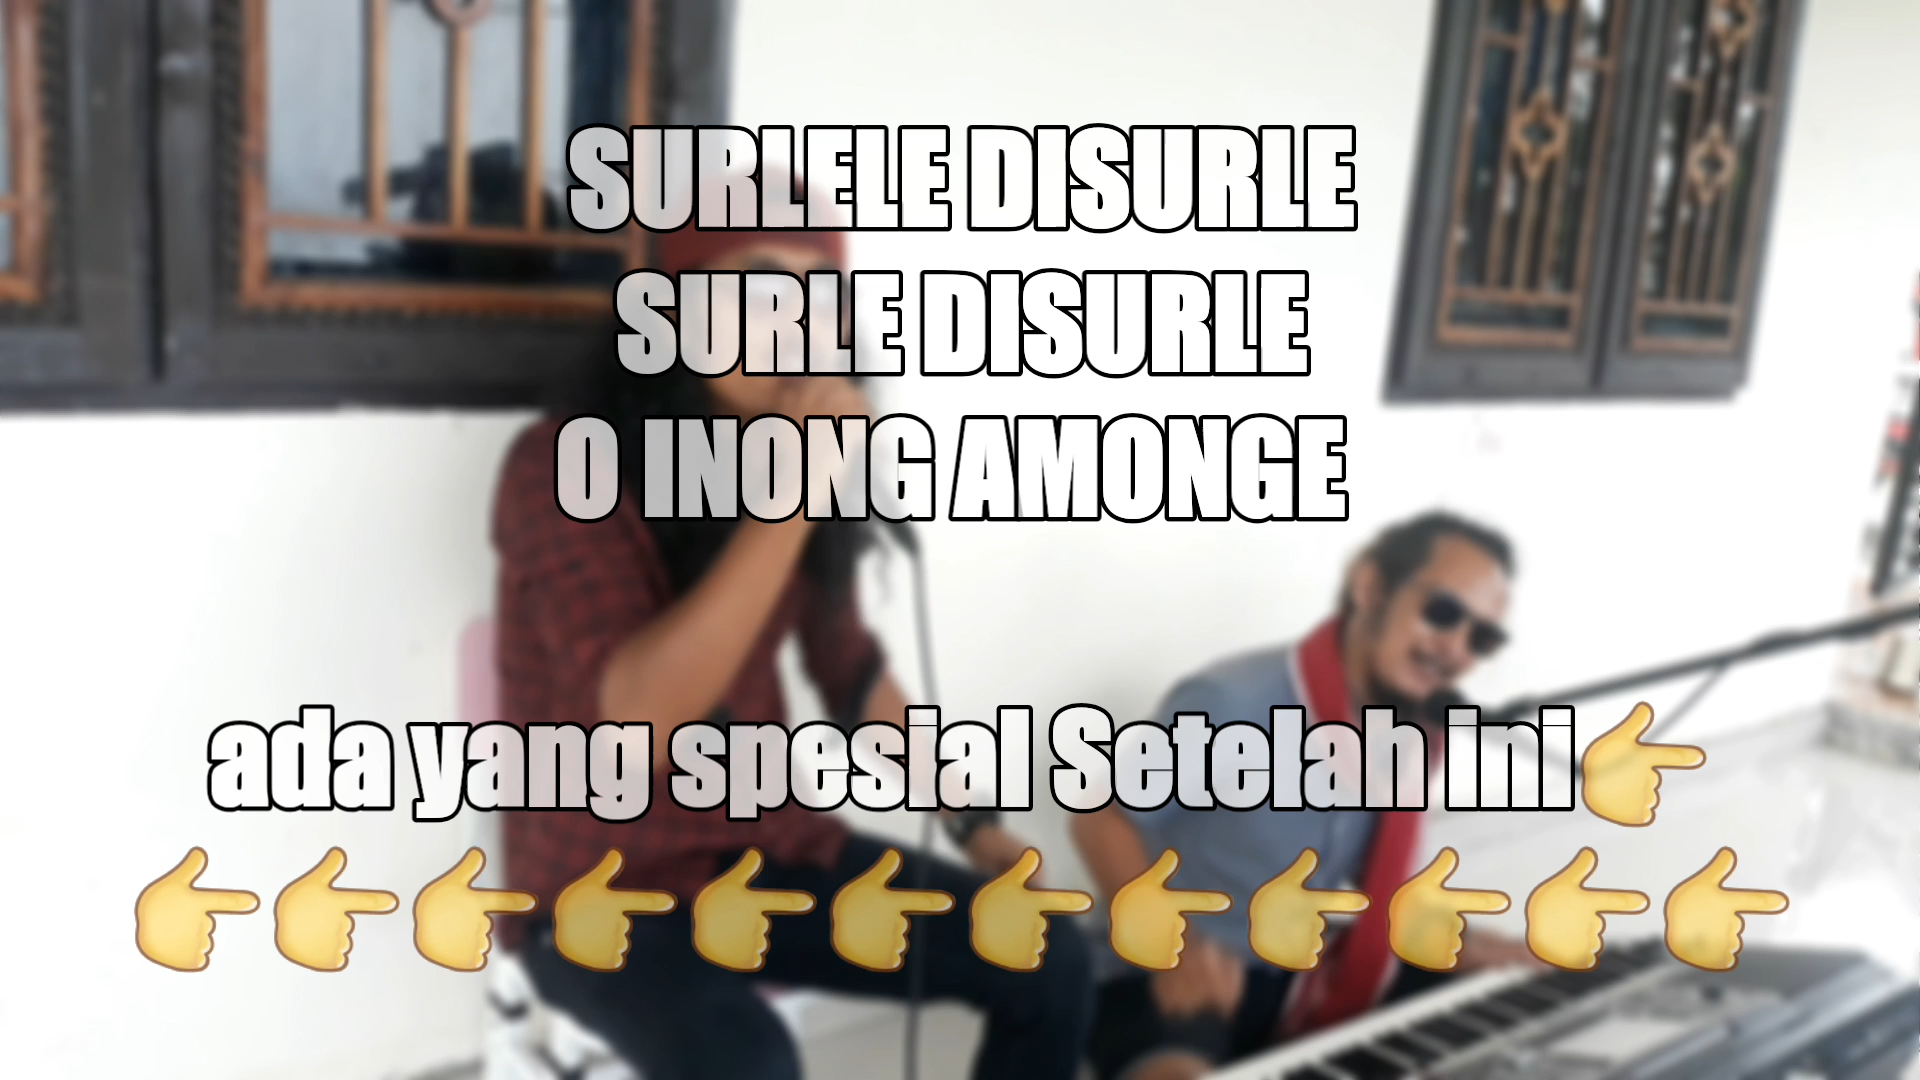 SURLELE DISURLE
SURLE DISURLE
O INONG AMONGE
ada yang spesial Setelah ini👉
👉👉👉👉👉👉👉👉👉👉👉👉